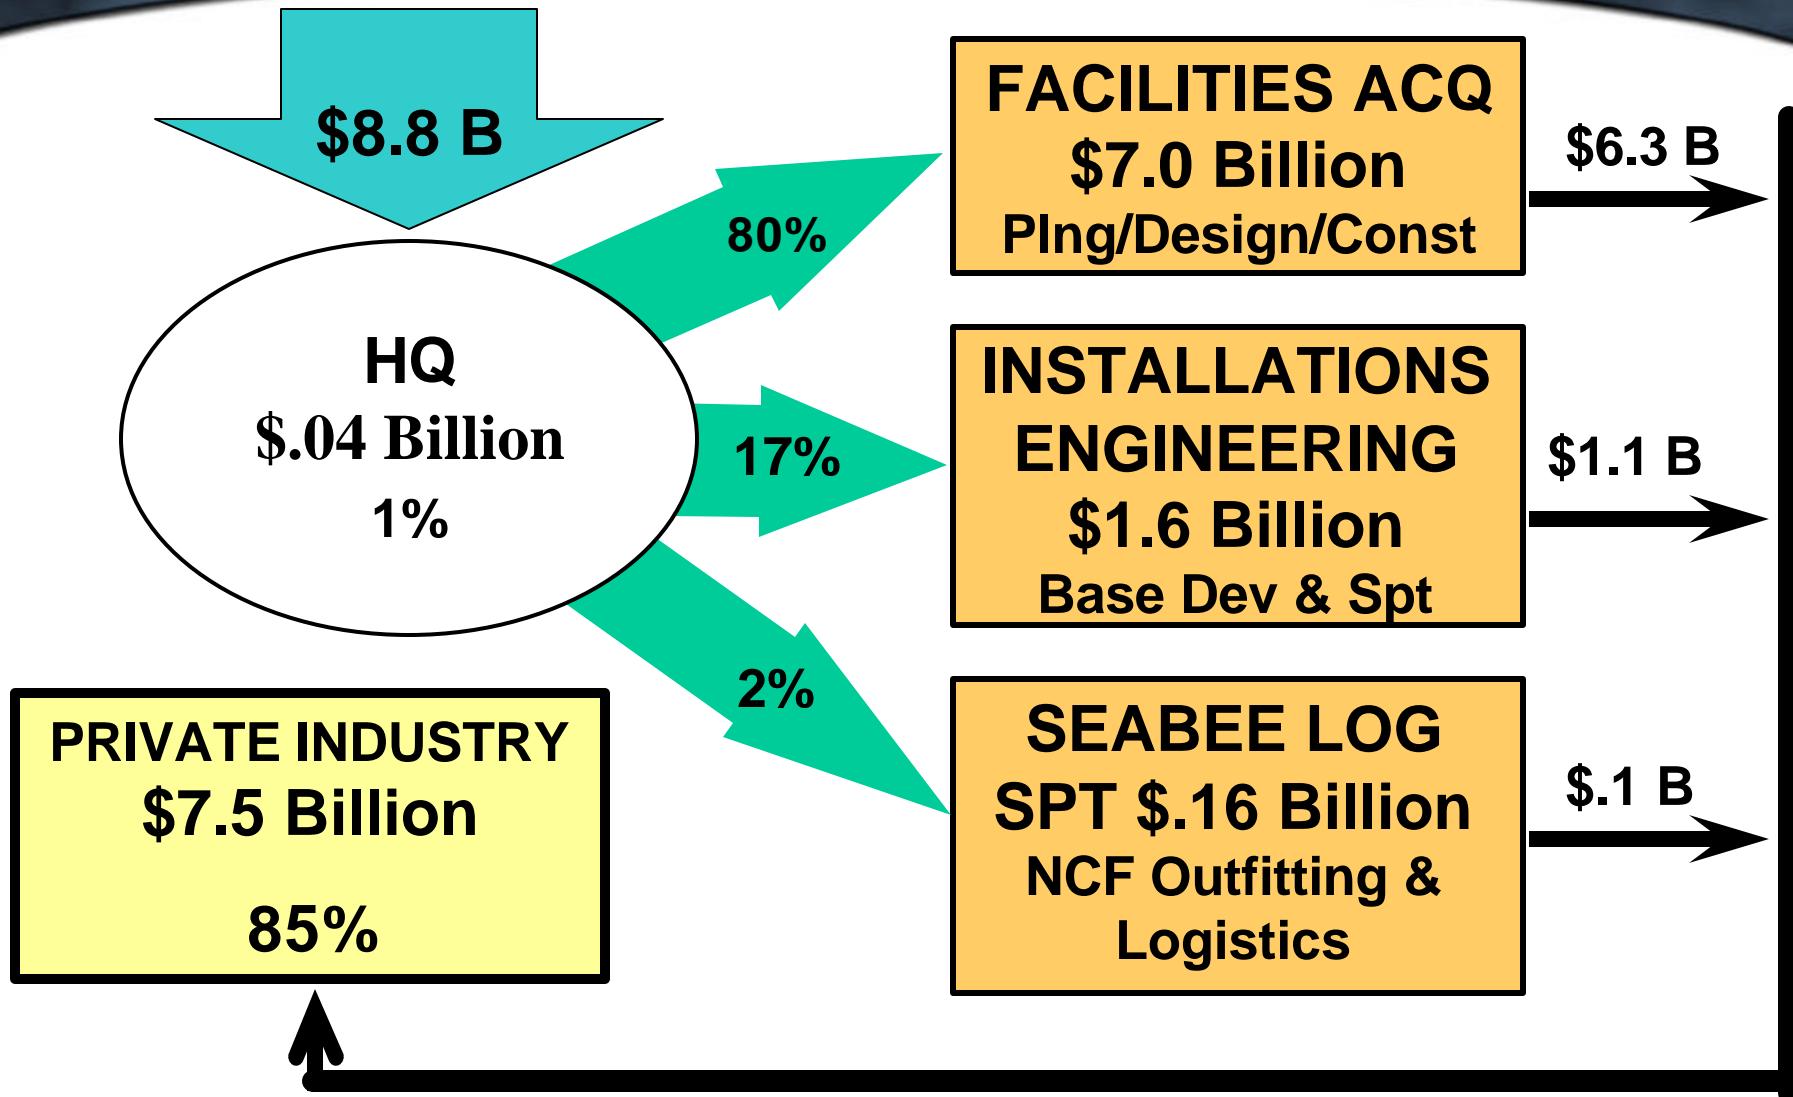 $8.8 B
HQ
$.04 Billion
1%
80%
17%
2%
FACILITIES ACQ
$7.0 Billion
Plng/Design/Const
$6.3 B
INSTALLATIONS
ENGINEERING
$1.6 Billion
Base Dev & Spt
$1.1 B
SEABEE LOG
SPT $.16 Billion
NCF Outfitting &
Logistics
$.1 B
PRIVATE INDUSTRY
$7.5 Billion
85%